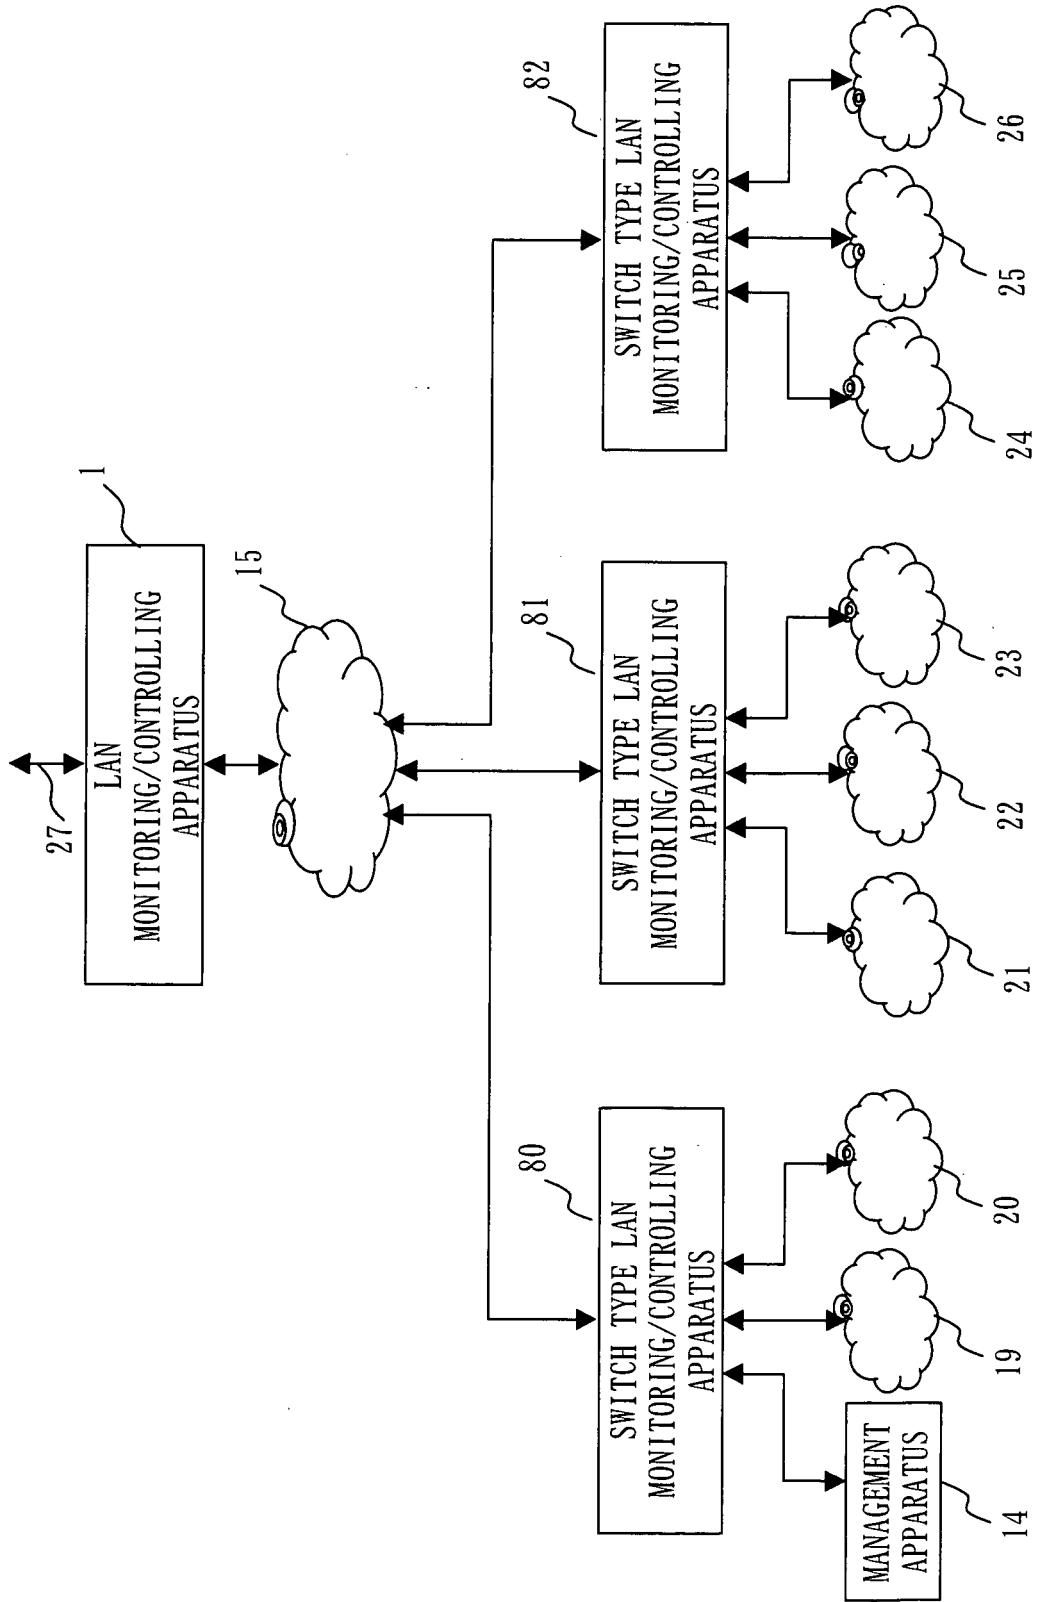 27
LAN
MONITORING/CONTROLLING
APPARATUS
1
15
80
SWITCH TYPE LAN
MONITORING/CONTROLLING
APPARATUS
81
SWITCH TYPE LAN
MONITORING/CONTROLLING
APPARATUS
82
SWITCH TYPE LAN
MONITORING/CONTROLLING
APPARATUS
MANAGEMENT
APPARATUS
14
19
20
21
22
23
24
25
26